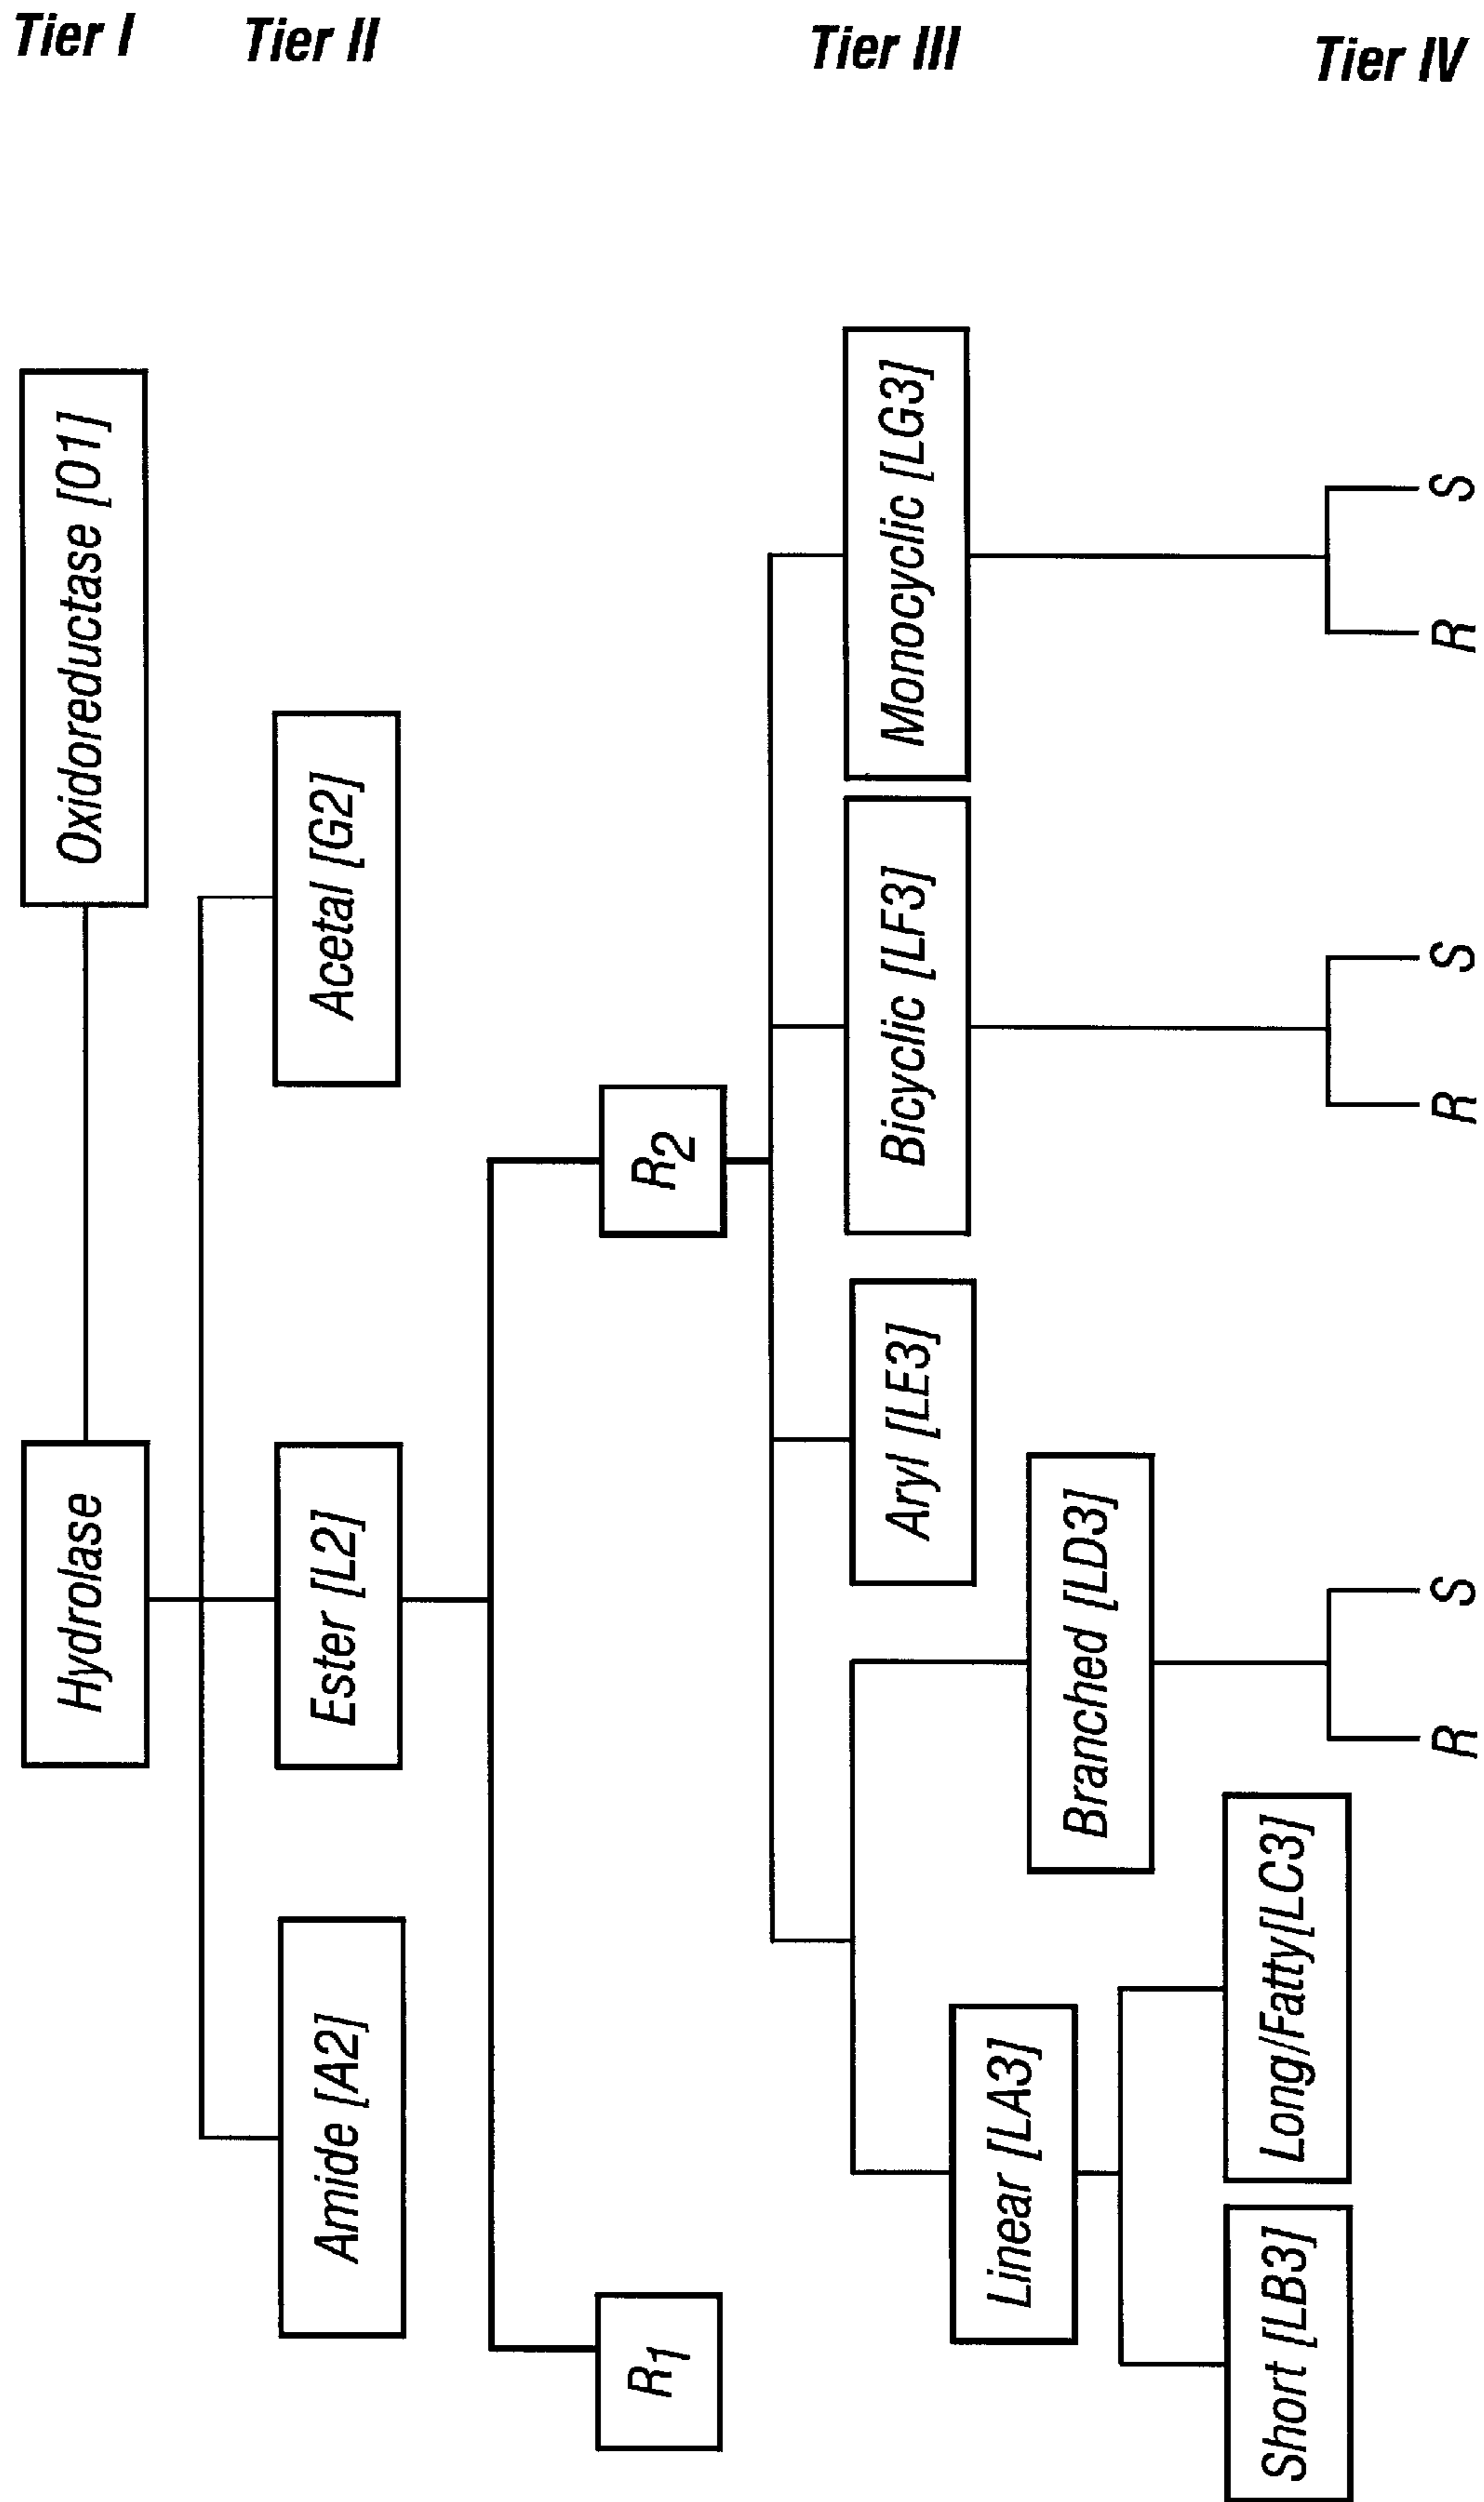 Tier I
Tier II
Tier III
Tier IV
Hydrolase
Oxidoreductase [O1]
Amide [A2]
Ester [L2]
Acetal [G2]
R1
R2
Aryl [LE3]
Bicyclic [LF3]
Monocyclic [LG3]
Linear [LA3]
Branched [LD3]
Short [LB3]
Long/Fatty[LC3]
R
S
R
S
R
S